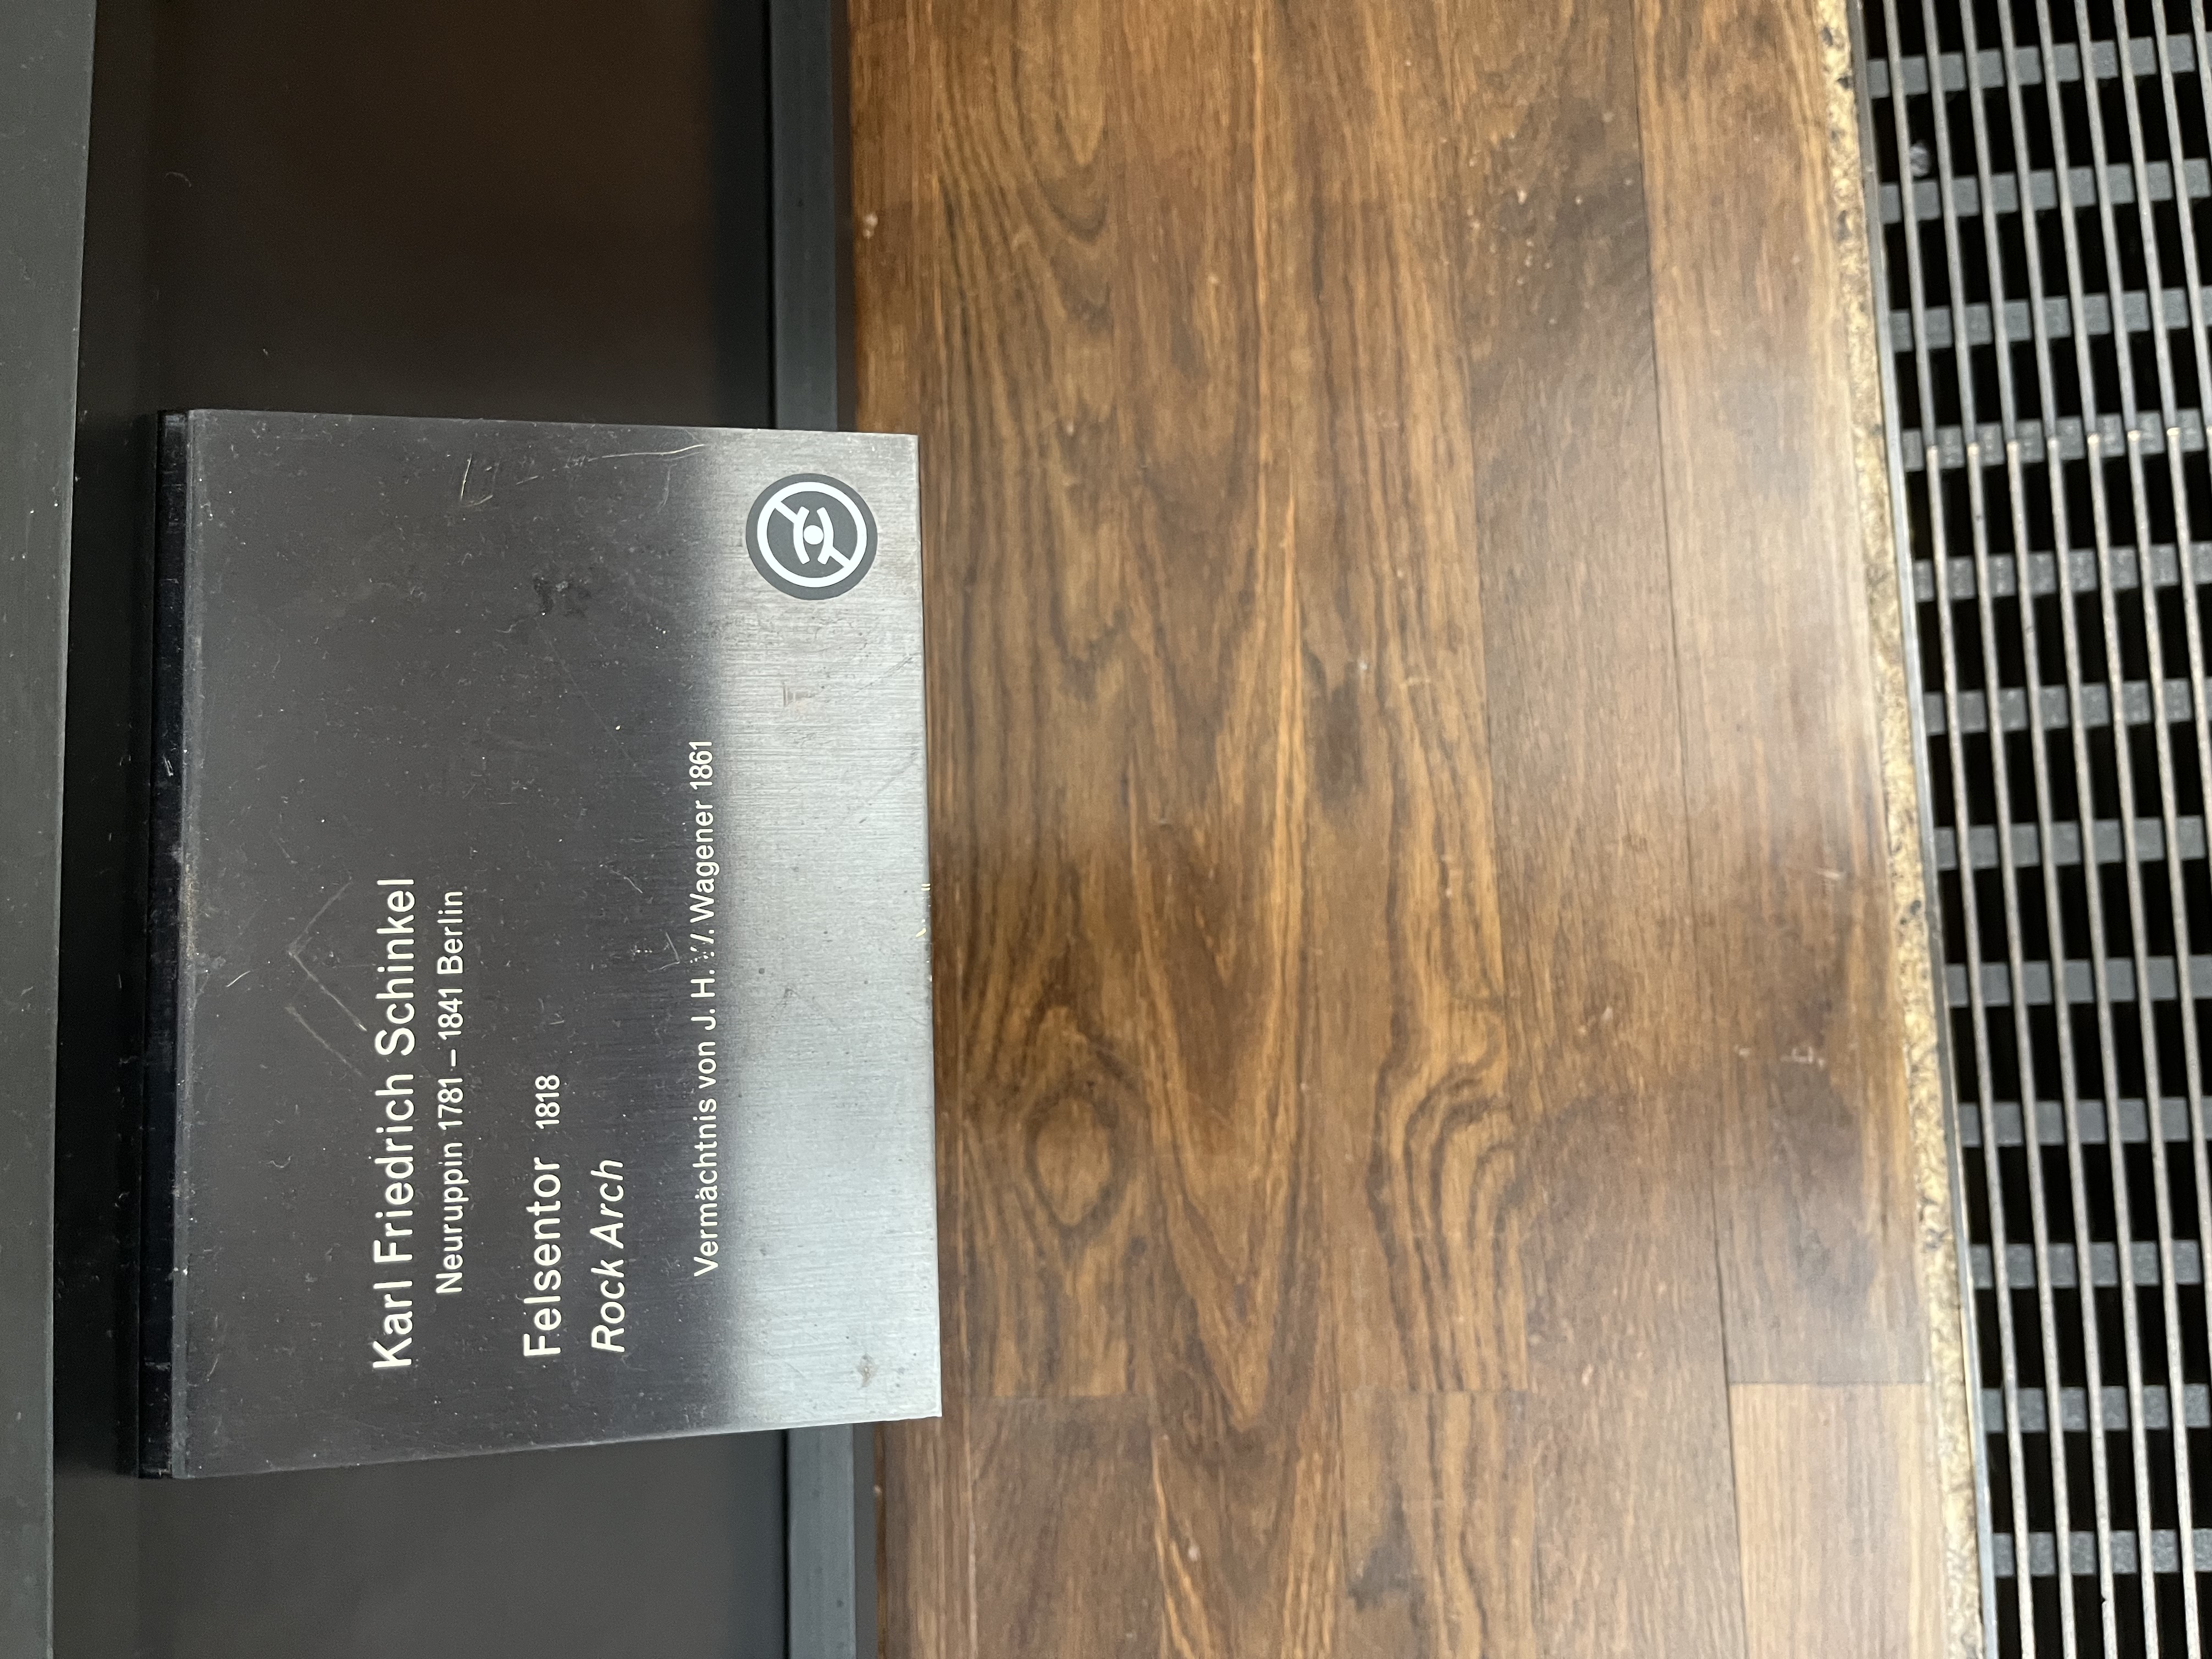 Karl Friedrich Schinkel
Neuruppin 1781 – 1841 Berlin
Felsentor 1818
Rock Arch
Vermächtnis von J. H. W. Wagener 1861